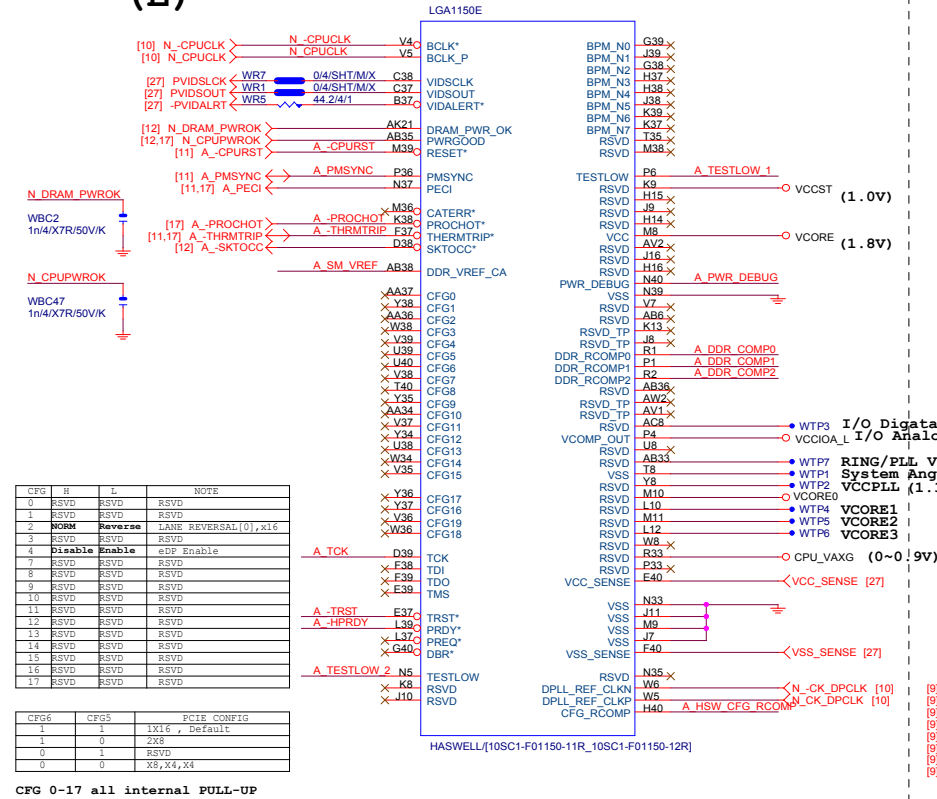 (E)
LGA1150E
[10] N_-CPUCLK N_-CPUCLK V4 BCLK* BPM_N0 G39
[10] N_CPUCLK N_CPUCLK V5 BCLK_P BPM_N1 J39
BPM_N2 G38
[27] PVIDSLCK WR7 0/4/SHT/M/X C38 VIDSCLK BPM_N3 H37
[27] PVIDSOUT WR1 0/4/SHT/M/X C37 VIDSOUT BPM_N4 H38
[27] -PVIDALRT WR5 44.2/4/1 B37 VIDALERT* BPM_N5 J38
BPM_N6 K39
[12] N_DRAM_PWROK AK21 DRAM_PWR_OK BPM_N7 K37
[12,17] N_CPUPWROK AB35 PWRGOOD RSVD T35
[11] A_-CPURST A_-CPURST M39 RESET* RSVD M38
[11] A_PMSYNC A_PMSYNC P36 PMSYNC TESTLOW P6 A_TESTLOW_1
[11,17] A_PECI N37 PECI RSVD K9 VCCST (1.0V)
N_DRAM_PWROK
RSVD H15
M36 CATERR* RSVD J9
[17] A_-PROCHOT A_-PROCHOT K38 PROCHOT* RSVD H14
[11,17] A_-THRMTRIP A_-THRMTRIP F37 THERMTRIP* VCC M8 VCORE (1.8V)
[12] A_-SKTOCC D38 SKTOCC* RSVD AV2
WBC2
1n/4/X7R/50V/K
RSVD J16
A_SM_VREF AB38 DDR_VREF_CA RSVD H16
N_CPUPWROK
PWR_DEBUG N40 A_PWR_DEBUG
WBC47
1n/4/X7R/50V/K
AA37 CFG0 VSS N39
Y38 CFG1 RSVD V7
AA36 CFG2 RSVD AB6
W38 CFG3 RSVD_TP K13
V39 CFG4 RSVD_TP J8
U39 CFG5 DDR_RCOMP0 R1 A_DDR_COMP0
U40 CFG6 DDR_RCOMP1 P1 A_DDR_COMP1
V38 CFG7 DDR_RCOMP2 R2 A_DDR_COMP2
T40 CFG8 RSVD AB36
Y35 CFG9 RSVD_TP AW2
AA34 CFG10 RSVD_TP AV1
V37 CFG11 RSVD AC8 WTP3 I/O Digata
Y34 CFG12 VCOMP_OUT P4 VCCIOA_L I/O Analo
U38 CFG13 RSVD U8
W34 CFG14 RSVD AB33 WTP7 RING/PLL V
V35 CFG15 VSS T8 WTP1 System Ang
RSVD Y8 WTP2 VCCPLL (1.
Y36 CFG17 RSVD M10 VCORE0
Y37 CFG16 RSVD L10 WTP4 VCORE1
V36 CFG19 RSVD M11 WTP5 VCORE2
W36 CFG18 RSVD L12 WTP6 VCORE3
RSVD W8
A_TCK D39 TCK RSVD R33 CPU_VAXG (0~0.9V)
F38 TDI RSVD P33
F39 TDO VCC_SENSE E40 VCC_SENSE [27]
E39 TMS
VSS N33
A_-TRST E37 TRST* VSS J11
A_-HPRDY L39 PRDY* VSS M9
L37 PREQ* VSS J7
G40 DBR* VSS_SENSE F40 VSS_SENSE [27]
A_TESTLOW_2 N5 TESTLOW RSVD N35
K8 RSVD DPLL_REF_CLKN W6 N_-CK_DPCLK [10]
J10 RSVD DPLL_REF_CLKP W5 N_CK_DPCLK [10]
CFG_RCOMP H40 A_HSW_CFG_RCOMP
HASWELL/[10SC1-F01150-11R_10SC1-F01150-12R]
CFG H L NOTE
0 RSVD RSVD RSVD
1 RSVD RSVD RSVD
2 NORM Reverse LANE REVERSAL[0],x16
3 RSVD RSVD RSVD
4 Disable Enable eDP Enable
7 RSVD RSVD RSVD
8 RSVD RSVD RSVD
9 RSVD RSVD RSVD
10 RSVD RSVD RSVD
11 RSVD RSVD RSVD
12 RSVD RSVD RSVD
13 RSVD RSVD RSVD
14 RSVD RSVD RSVD
15 RSVD RSVD RSVD
16 RSVD RSVD RSVD
17 RSVD RSVD RSVD
CFG6 CFG5 PCIE CONFIG
1 1 1X16 , Default
1 0 2X8
0 1 RSVD
0 0 X8,X4,X4
CFG 0-17 all internal PULL-UP
[9]
[9]
[9]
[9]
[9]
[9]
[9]
[9]